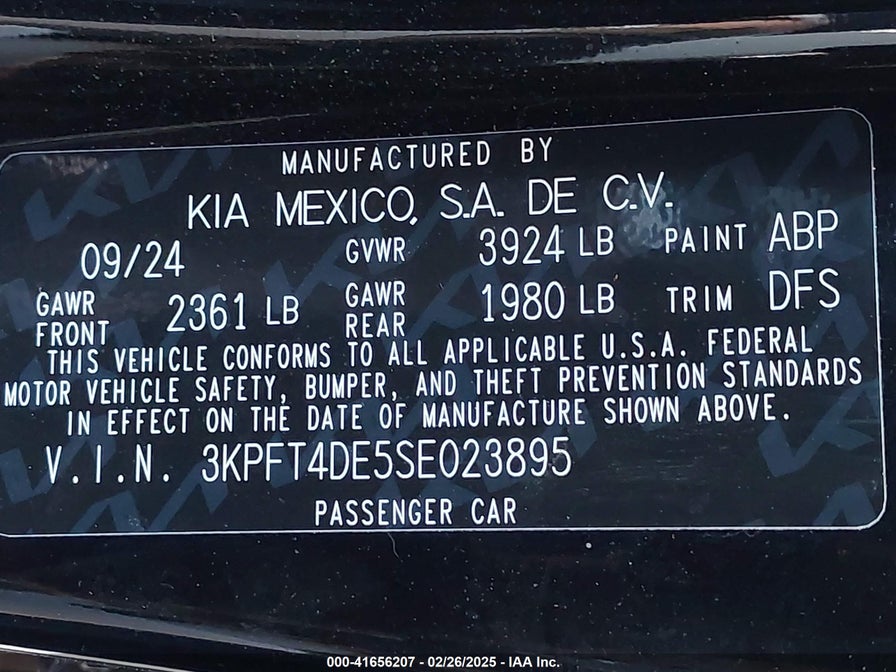 MANUFACTURED BY
KIA MEXICO, S.A. DE C.V.
09/24 GVWR 3924 LB PAINT ABP
GAWR FRONT 2361 LB GAWR REAR 1980 LB TRIM DFS
THIS VEHICLE CONFORMS TO ALL APPLICABLE U.S.A. FEDERAL
MOTOR VEHICLE SAFETY, BUMPER, AND THEFT PREVENTION STANDARDS
IN EFFECT ON THE DATE OF MANUFACTURE SHOWN ABOVE.
V.I.N. 3KPFT4DE5SE023895
PASSENGER CAR
000-41656207 - 02/26/2025 - IAA Inc.